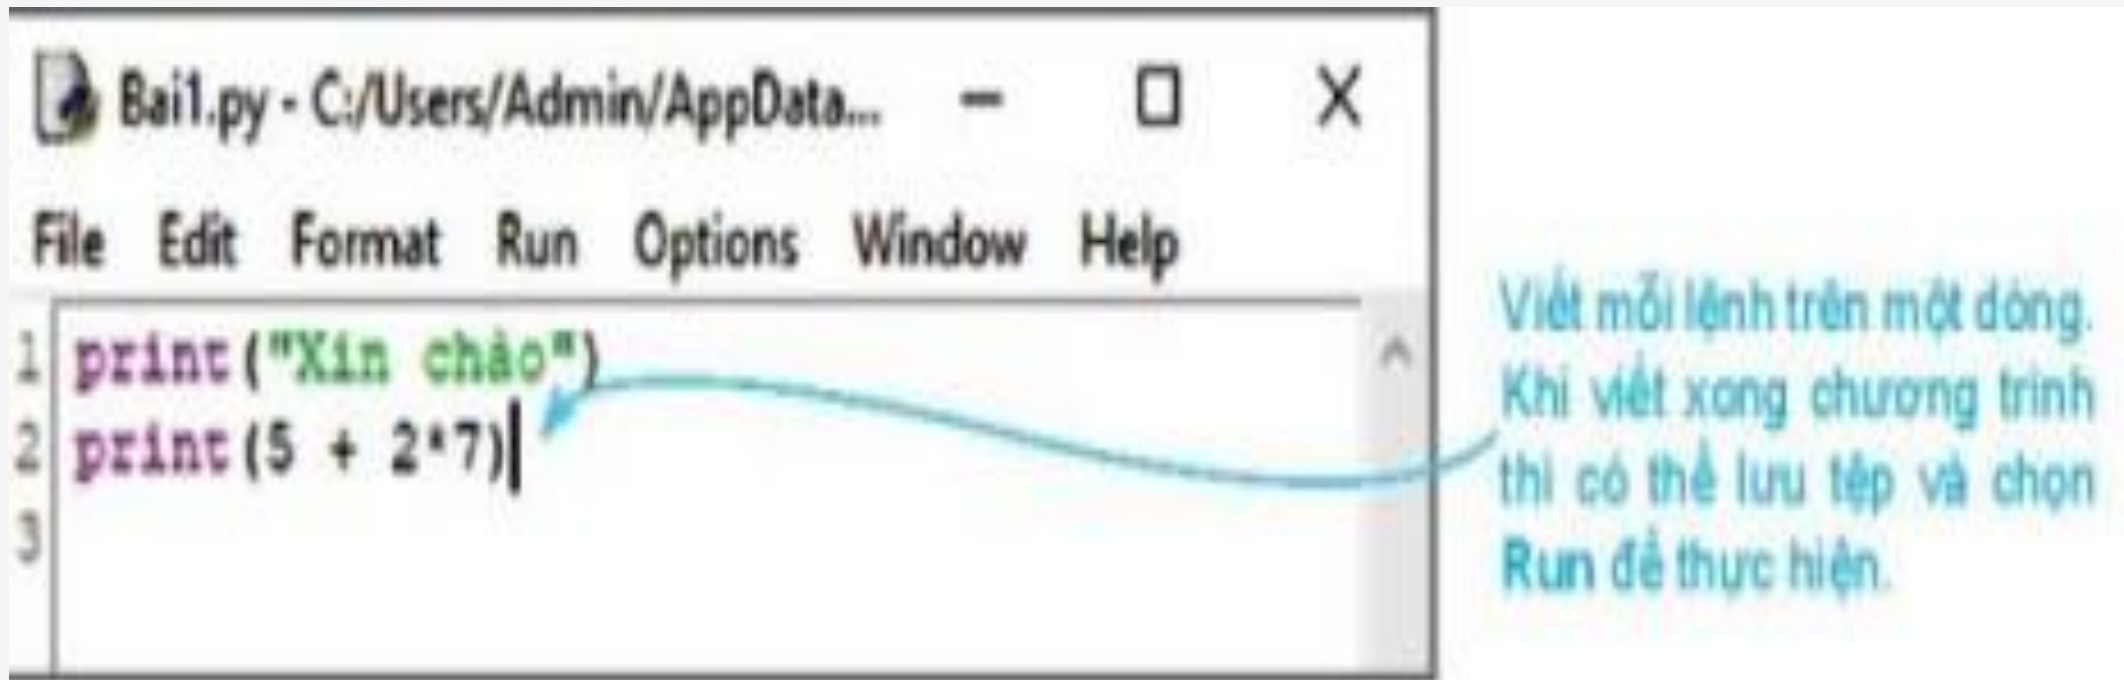 Bai1.py - C:/Users/Admin/AppData...
File Edit Format Run Options Window Help
1 print("Xin chào")
2 print(5 + 2*7)
3
Viết mỗi lệnh trên một dòng.
Khi viết xong chương trình
thì có thể lưu tệp và chọn
Run để thực hiện.